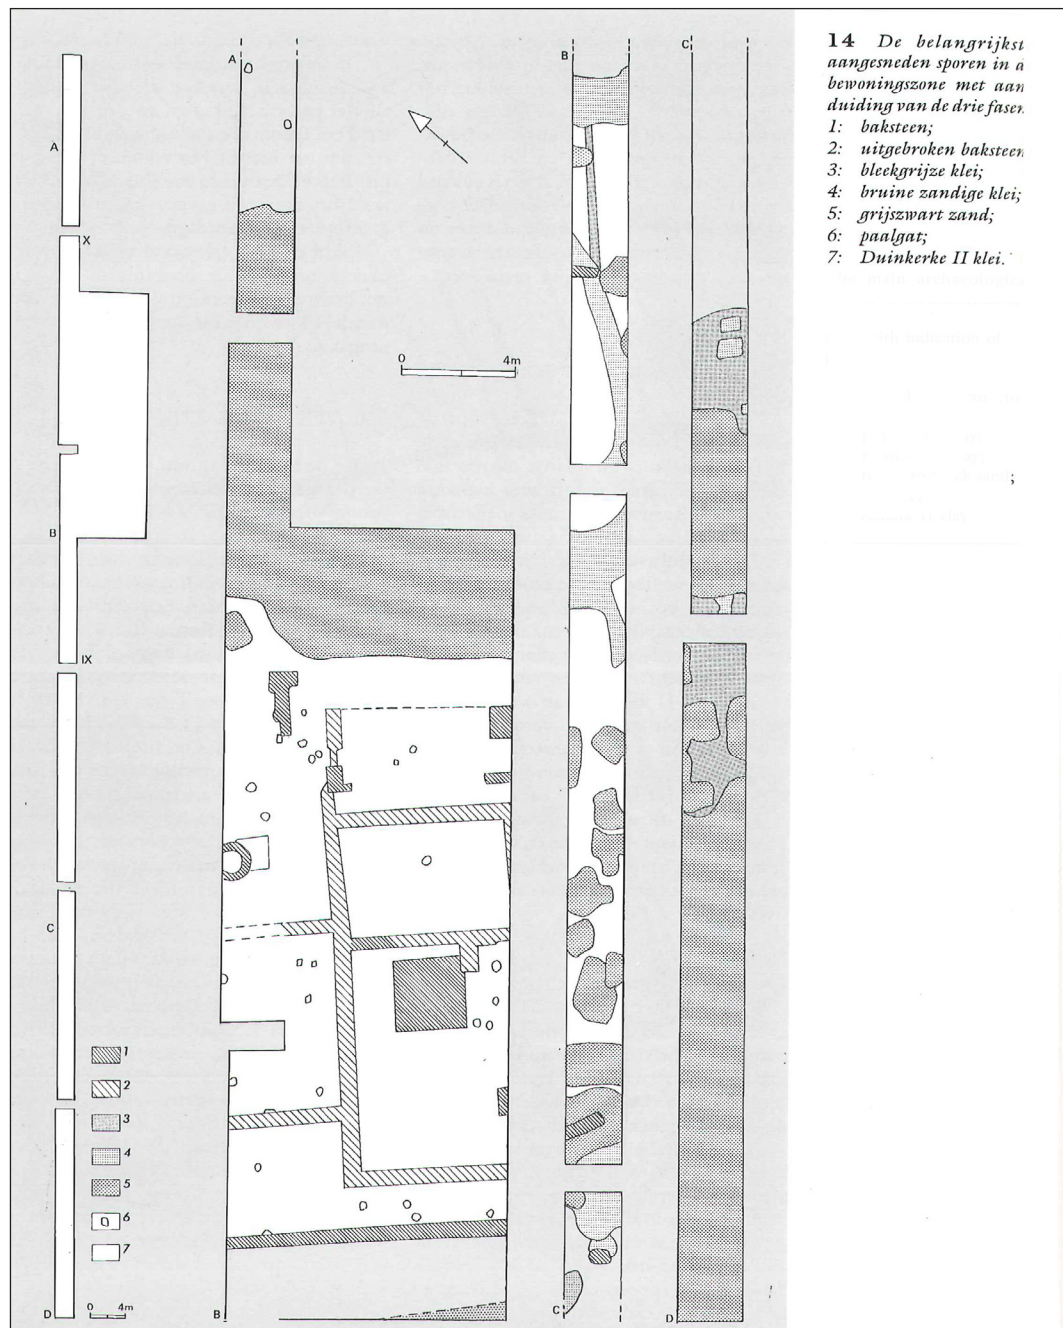 14 De belangrijkst
aangesneden sporen in d
bewoningszone met aan
duiding van de drie fasen
1: baksteen;
2: uitgebroken baksteen
3: bleekgrijze klei;
4: bruine zandige klei;
5: grijszwart zand;
6: paalgat;
7: Duinkerke II klei.
;
A
X
B
IX
C
D
1
2
3
4
5
6
7
0 4m
A
B
0 4m
B
C
C
D